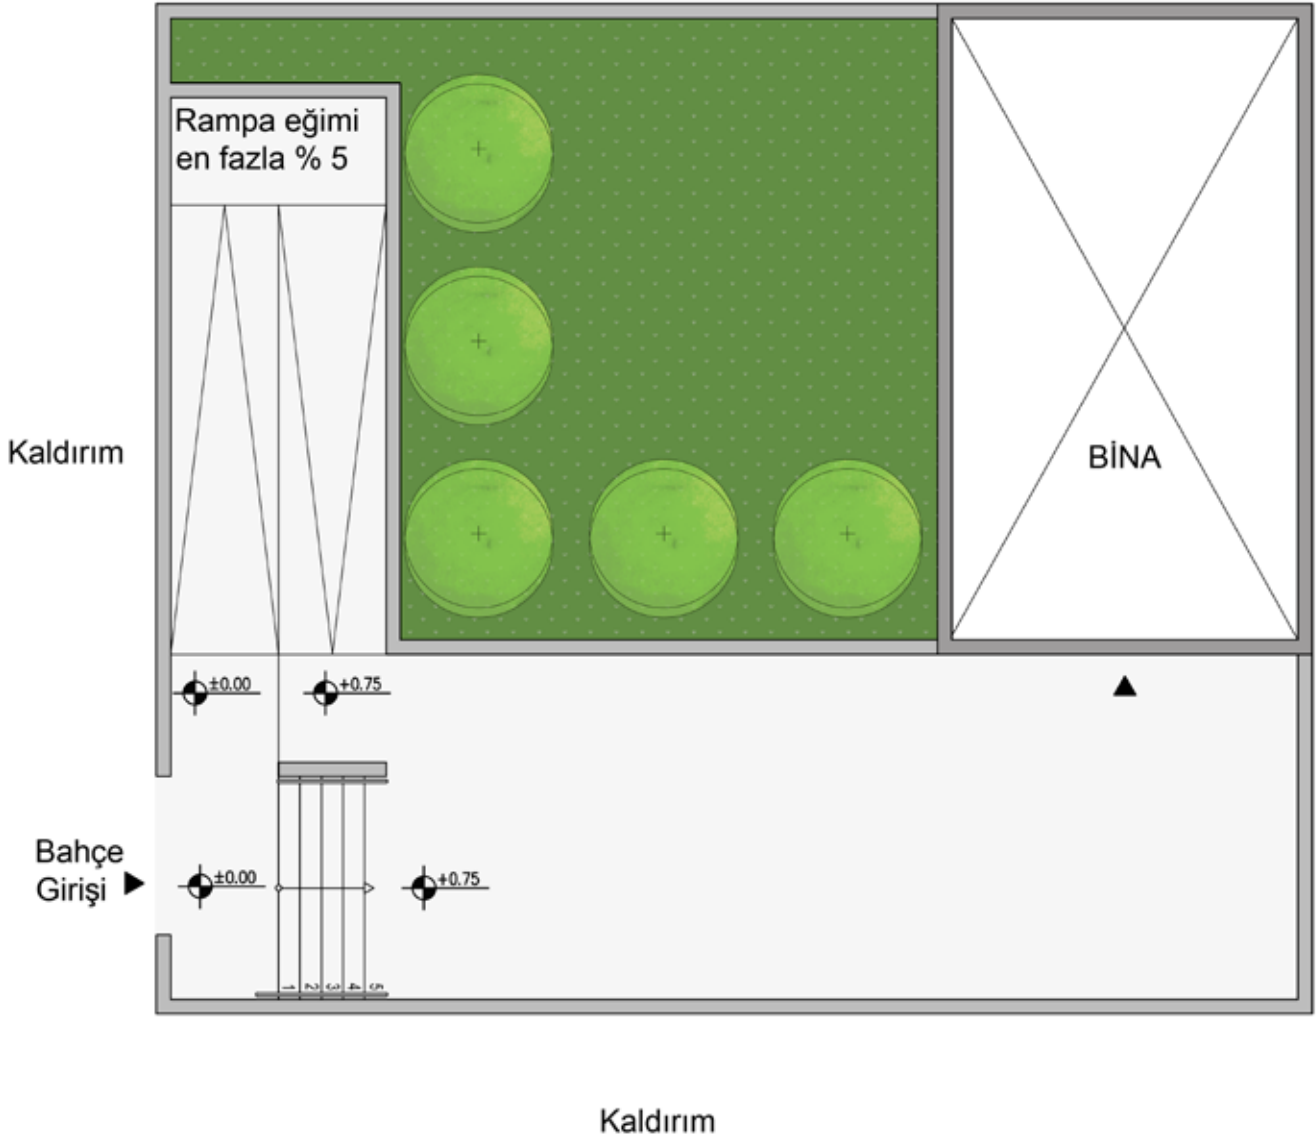 Rampa eğimi
en fazla % 5
Kaldırım
BİNA
±0.00
+0.75
Bahçe
Girişi
±0.00
+0.75
1 2 3 4 5
Kaldırım